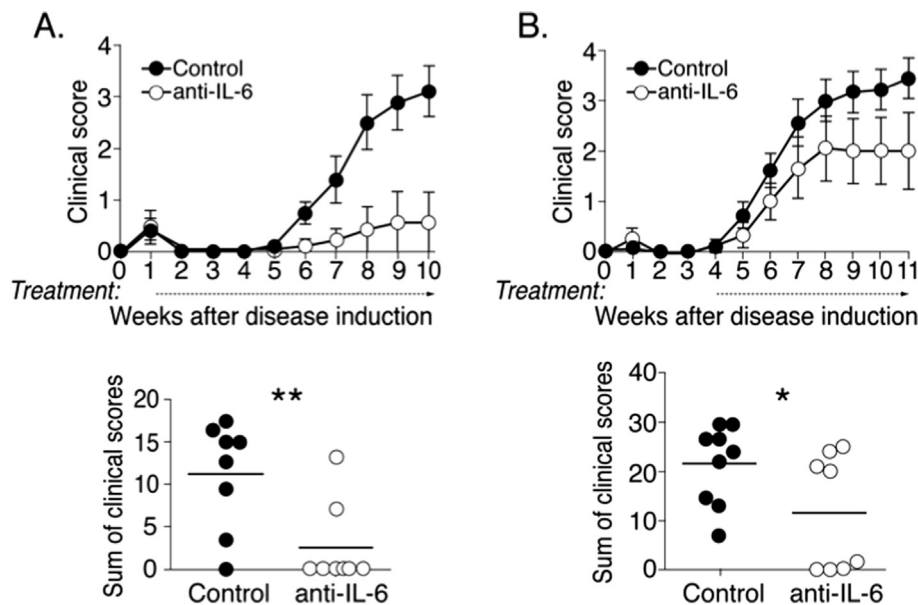 A.
Clinical score
4
3
2
1
0
Control
anti-IL-6
0 1 2 3 4 5 6 7 8 9 10
Treatment:
Weeks after disease induction
B.
Clinical score
4
3
2
1
0
Control
anti-IL-6
0 1 2 3 4 5 6 7 8 9 10 11
Treatment:
Weeks after disease induction
Sum of clinical scores
20
15
10
5
0
**
Control anti-IL-6
Sum of clinical scores
40
30
20
10
0
*
Control anti-IL-6